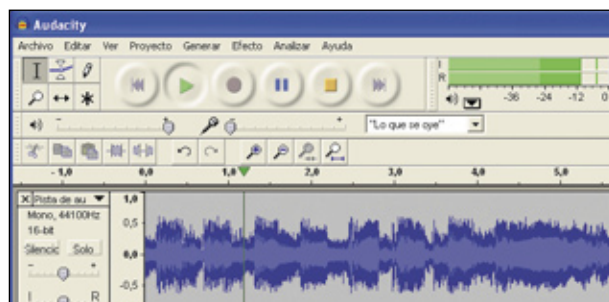 Audacity
Archivo Editar Ver Proyecto Generar Efecto Analizar Ayuda
I
R
-36 -24 -12 0
- +
- +
"Lo que se oye"
- 1,0 0,0 1,0 2,0 3,0 4,0 5,0
X Pista de au
Mono, 44100Hz
16-bit
Silencic Solo
- +
I R
1,0
0,5
0,0
-0,5